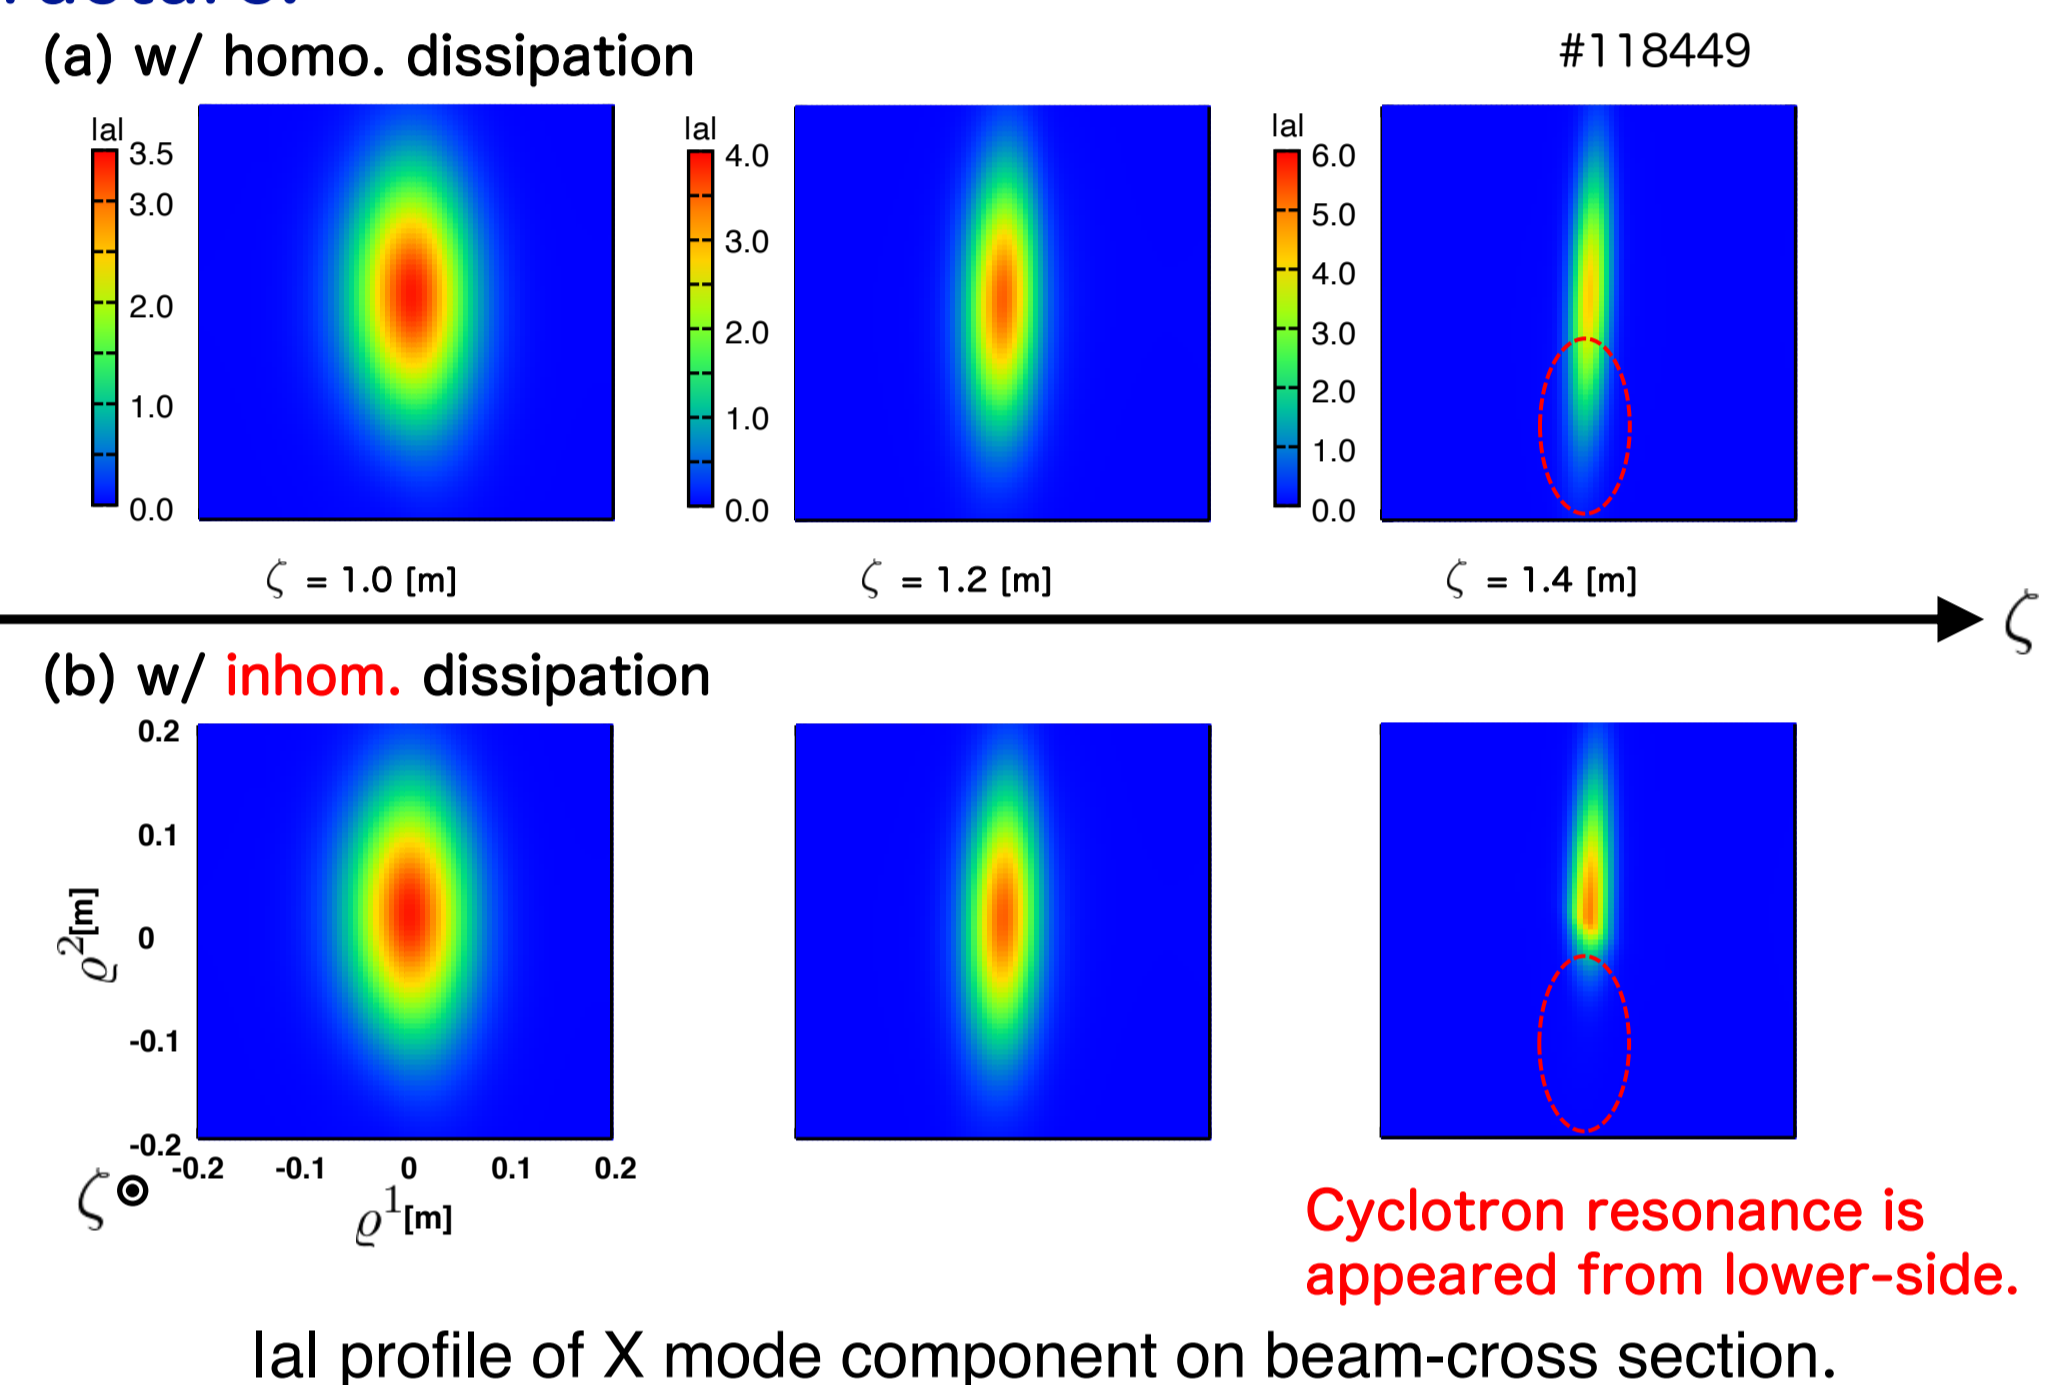 (a) w/ homo. dissipation
#118449
|a|
3.5
3.0
2.0
1.0
0.0
|a|
4.0
3.0
2.0
1.0
0.0
|a|
6.0
5.0
4.0
3.0
2.0
1.0
0.0
ζ = 1.0 [m]
ζ = 1.2 [m]
ζ = 1.4 [m]
ζ
(b) w/ inhom. dissipation
0.2
0.1
0
-0.1
-0.2
ϱ²[m]
-0.2 -0.1 0 0.1 0.2
ζ
ϱ¹[m]
Cyclotron resonance is
appeared from lower-side.
|a| profile of X mode component on beam-cross section.